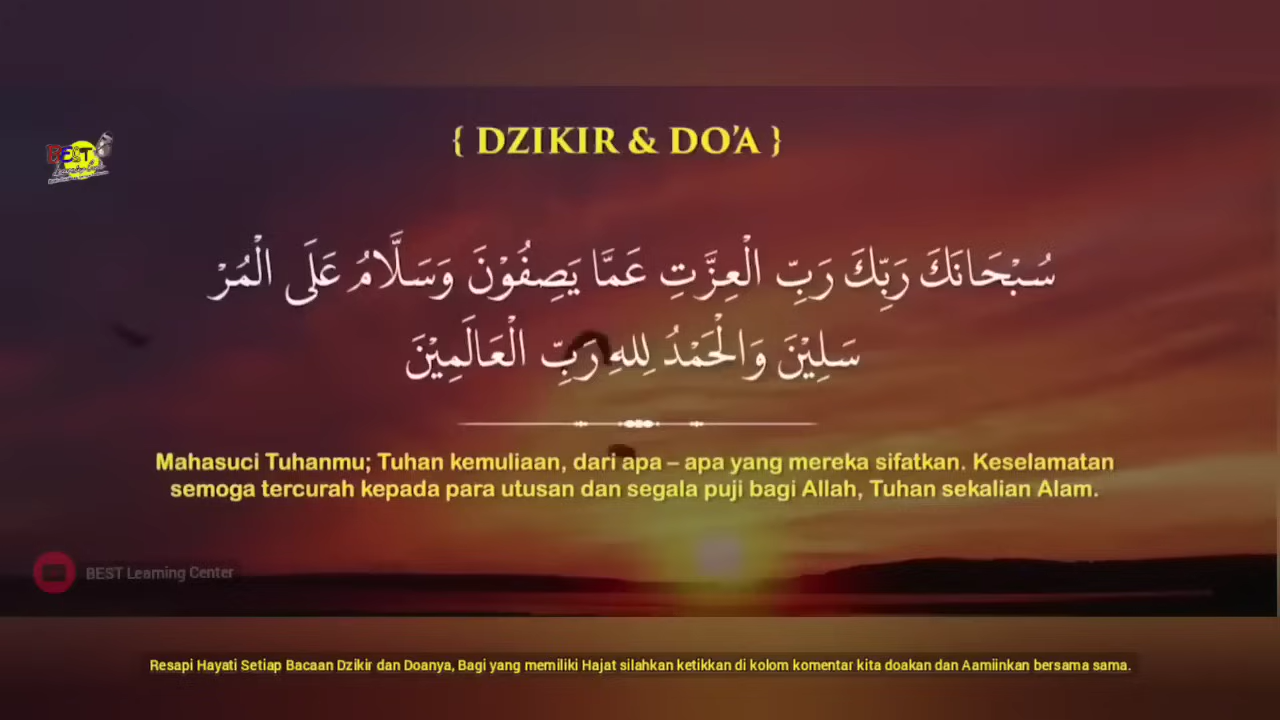 BEST
{ DZIKIR & DO'A }
سُبْحَانَكَ رَبِّكَ رَبِّ الْعِزَّتِ عَمَّا يَصِفُوْنَ وَسَلَّامُ عَلَى الْمُرْ
سَلِيْنَ وَالْحَمْدُ لِلهِ رَبِّ الْعَالَمِيْنَ
Mahasuci Tuhanmu; Tuhan kemuliaan, dari apa – apa yang mereka sifatkan. Keselamatan
semoga tercurah kepada para utusan dan segala puji bagi Allah, Tuhan sekalian Alam.
BEST Learning Center
Resapi Hayati Setiap Bacaan Dzikir dan Doanya, Bagi yang memiliki Hajat silahkan ketikkan di kolom komentar kita doakan dan Aamiinkan bersama sama.